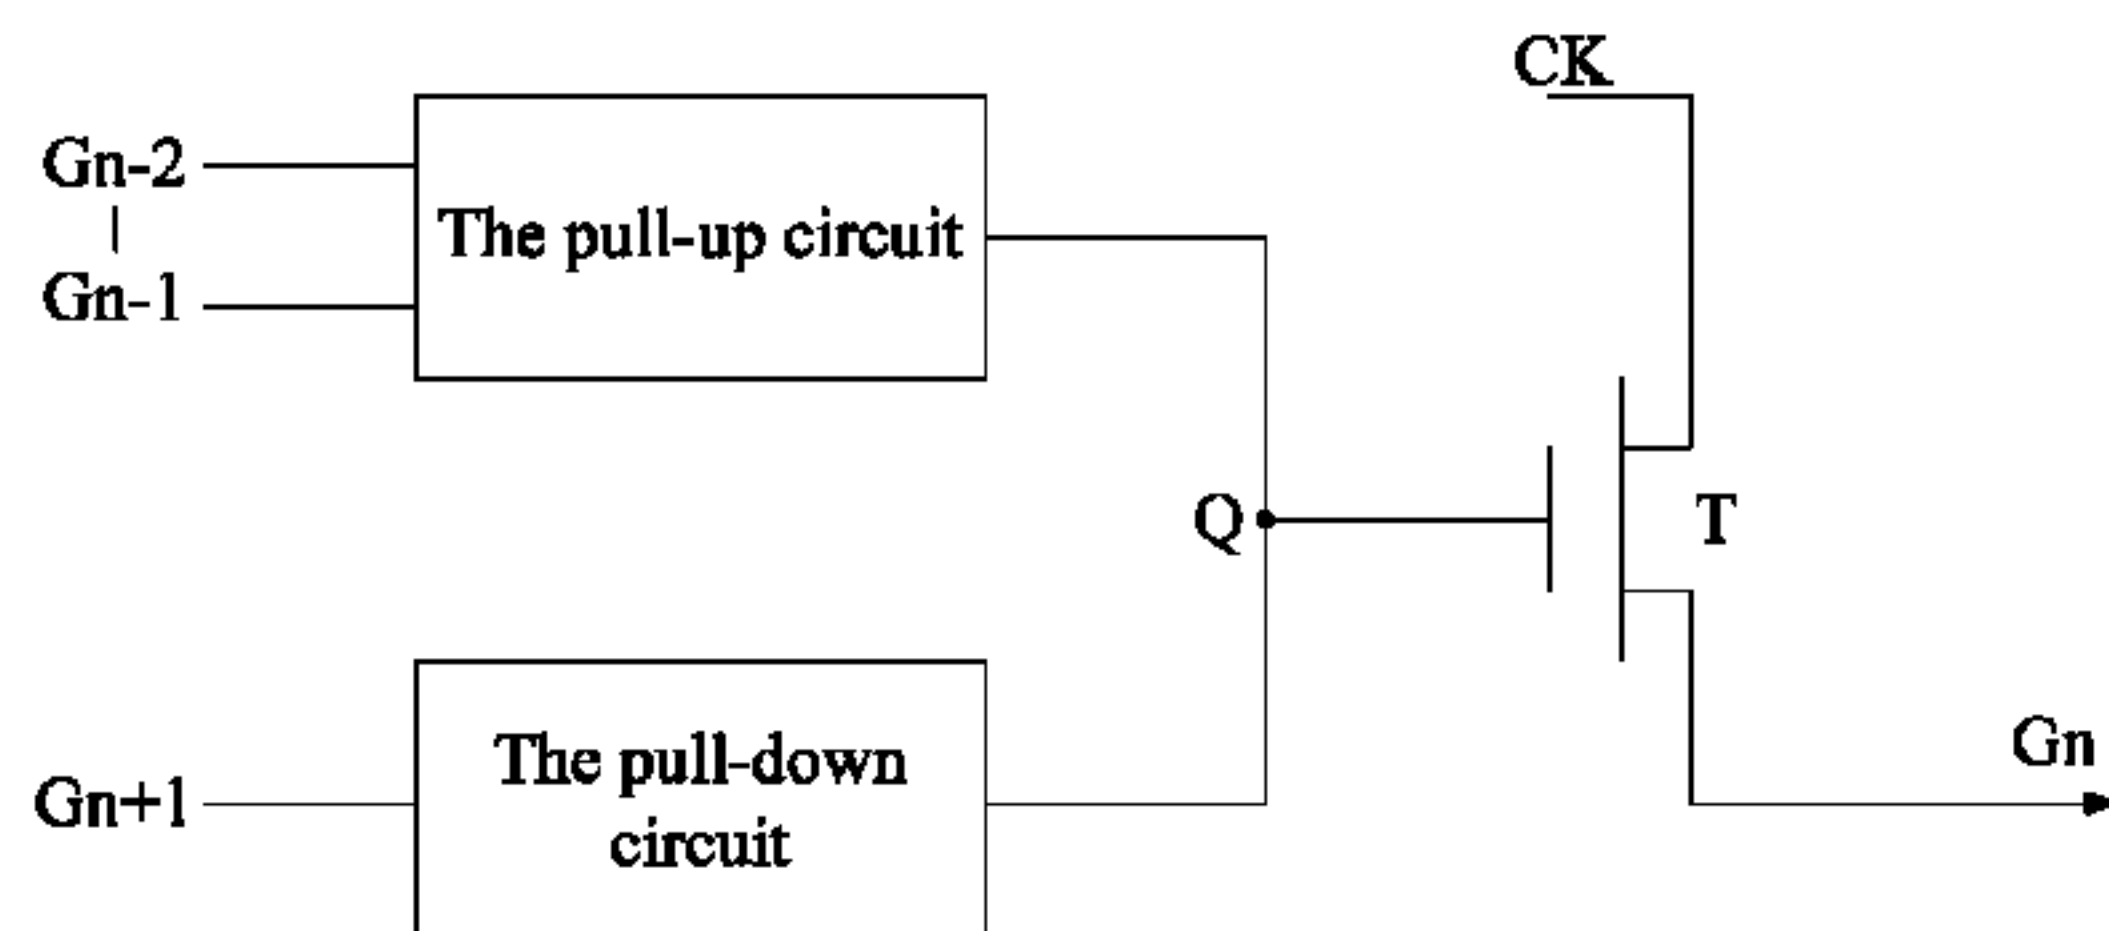 CK
Gn-2
The pull-up circuit
Gn-1
Q
T
Gn
The pull-down
Gn+1
circuit